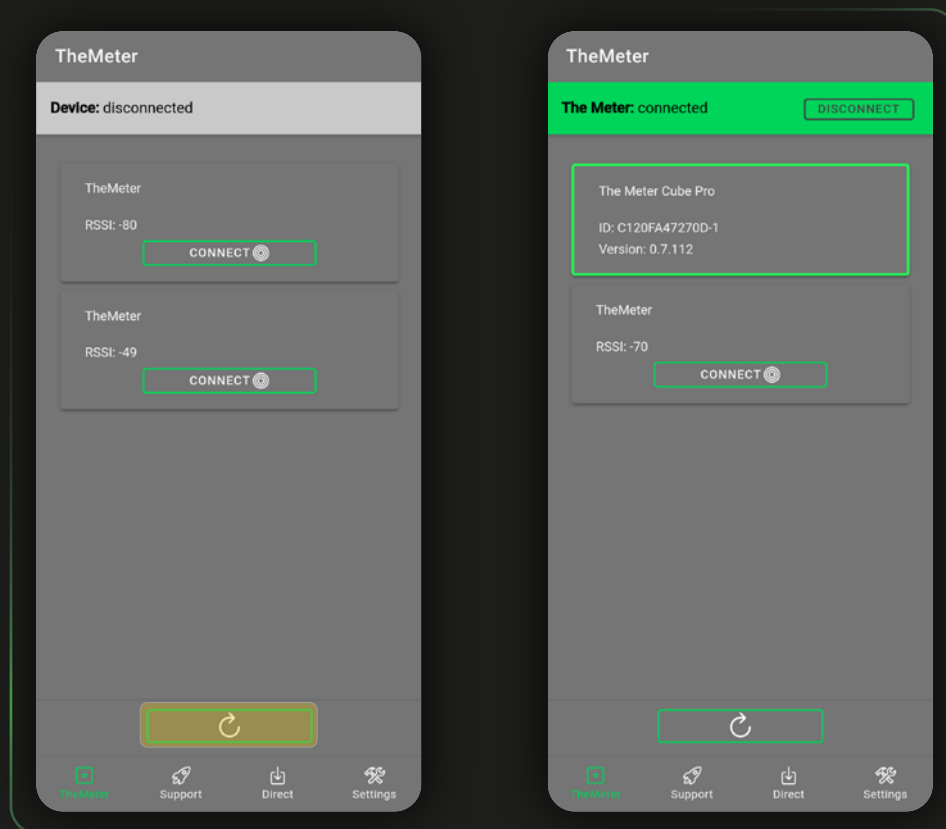 TheMeter
Device: disconnected
TheMeter
RSSI: -80
CONNECT
TheMeter
RSSI: -49
CONNECT
TheMeter
Support
Direct
Settings
TheMeter
The Meter: connected
DISCONNECT
The Meter Cube Pro
ID: C120FA47270D-1
Version: 0.7.112
TheMeter
RSSI: -70
CONNECT
TheMeter
Support
Direct
Settings